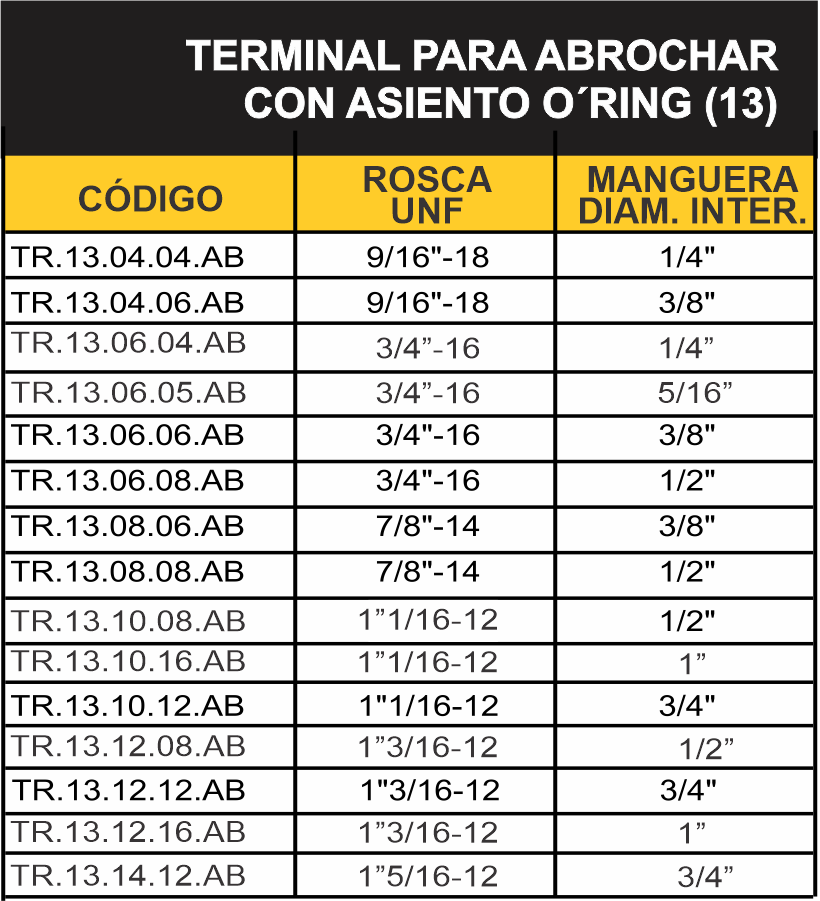 TERMINAL PARA ABROCHAR
CON ASIENTO O´RING (13)
CÓDIGO ROSCA UNF MANGUERA DIAM. INTER.
TR.13.04.04.AB 9/16"-18 1/4"
TR.13.04.06.AB 9/16"-18 3/8"
TR.13.06.04.AB 3/4”-16 1/4”
TR.13.06.05.AB 3/4”-16 5/16”
TR.13.06.06.AB 3/4"-16 3/8"
TR.13.06.08.AB 3/4"-16 1/2"
TR.13.08.06.AB 7/8"-14 3/8"
TR.13.08.08.AB 7/8"-14 1/2"
TR.13.10.08.AB 1”1/16-12 1/2"
TR.13.10.16.AB 1”1/16-12 1”
TR.13.10.12.AB 1"1/16-12 3/4"
TR.13.12.08.AB 1”3/16-12 1/2”
TR.13.12.12.AB 1"3/16-12 3/4"
TR.13.12.16.AB 1”3/16-12 1”
TR.13.14.12.AB 1”5/16-12 3/4”